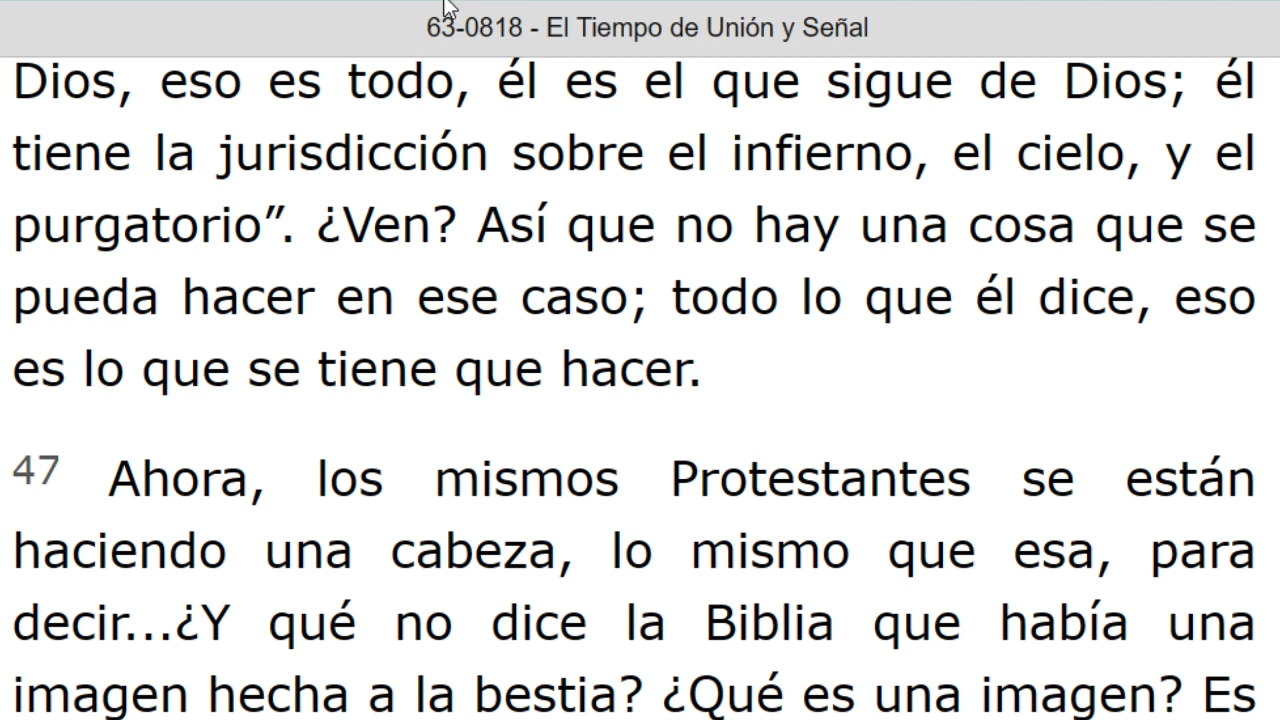 63-0818 - El Tiempo de Unión y Señal
Dios, eso es todo, él es el que sigue de Dios; él
tiene la jurisdicción sobre el infierno, el cielo, y el
purgatorio”. ¿Ven? Así que no hay una cosa que se
pueda hacer en ese caso; todo lo que él dice, eso
es lo que se tiene que hacer.
47 Ahora, los mismos Protestantes se están
haciendo una cabeza, lo mismo que esa, para
decir...¿Y qué no dice la Biblia que había una
imagen hecha a la bestia? ¿Qué es una imagen? Es